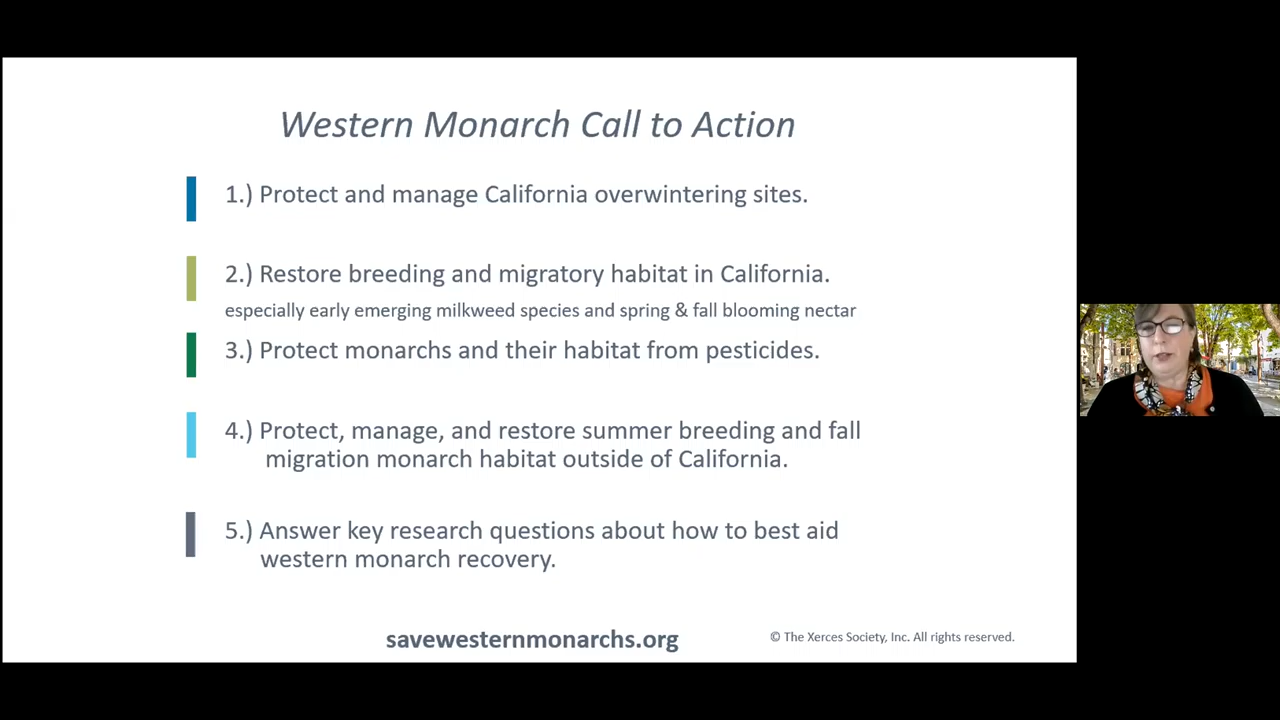 Western Monarch Call to Action
1.) Protect and manage California overwintering sites.
2.) Restore breeding and migratory habitat in California.
especially early emerging milkweed species and spring & fall blooming nectar
3.) Protect monarchs and their habitat from pesticides.
4.) Protect, manage, and restore summer breeding and fall
migration monarch habitat outside of California.
5.) Answer key research questions about how to best aid
western monarch recovery.
savewesternmonarchs.org
© The Xerces Society, Inc. All rights reserved.